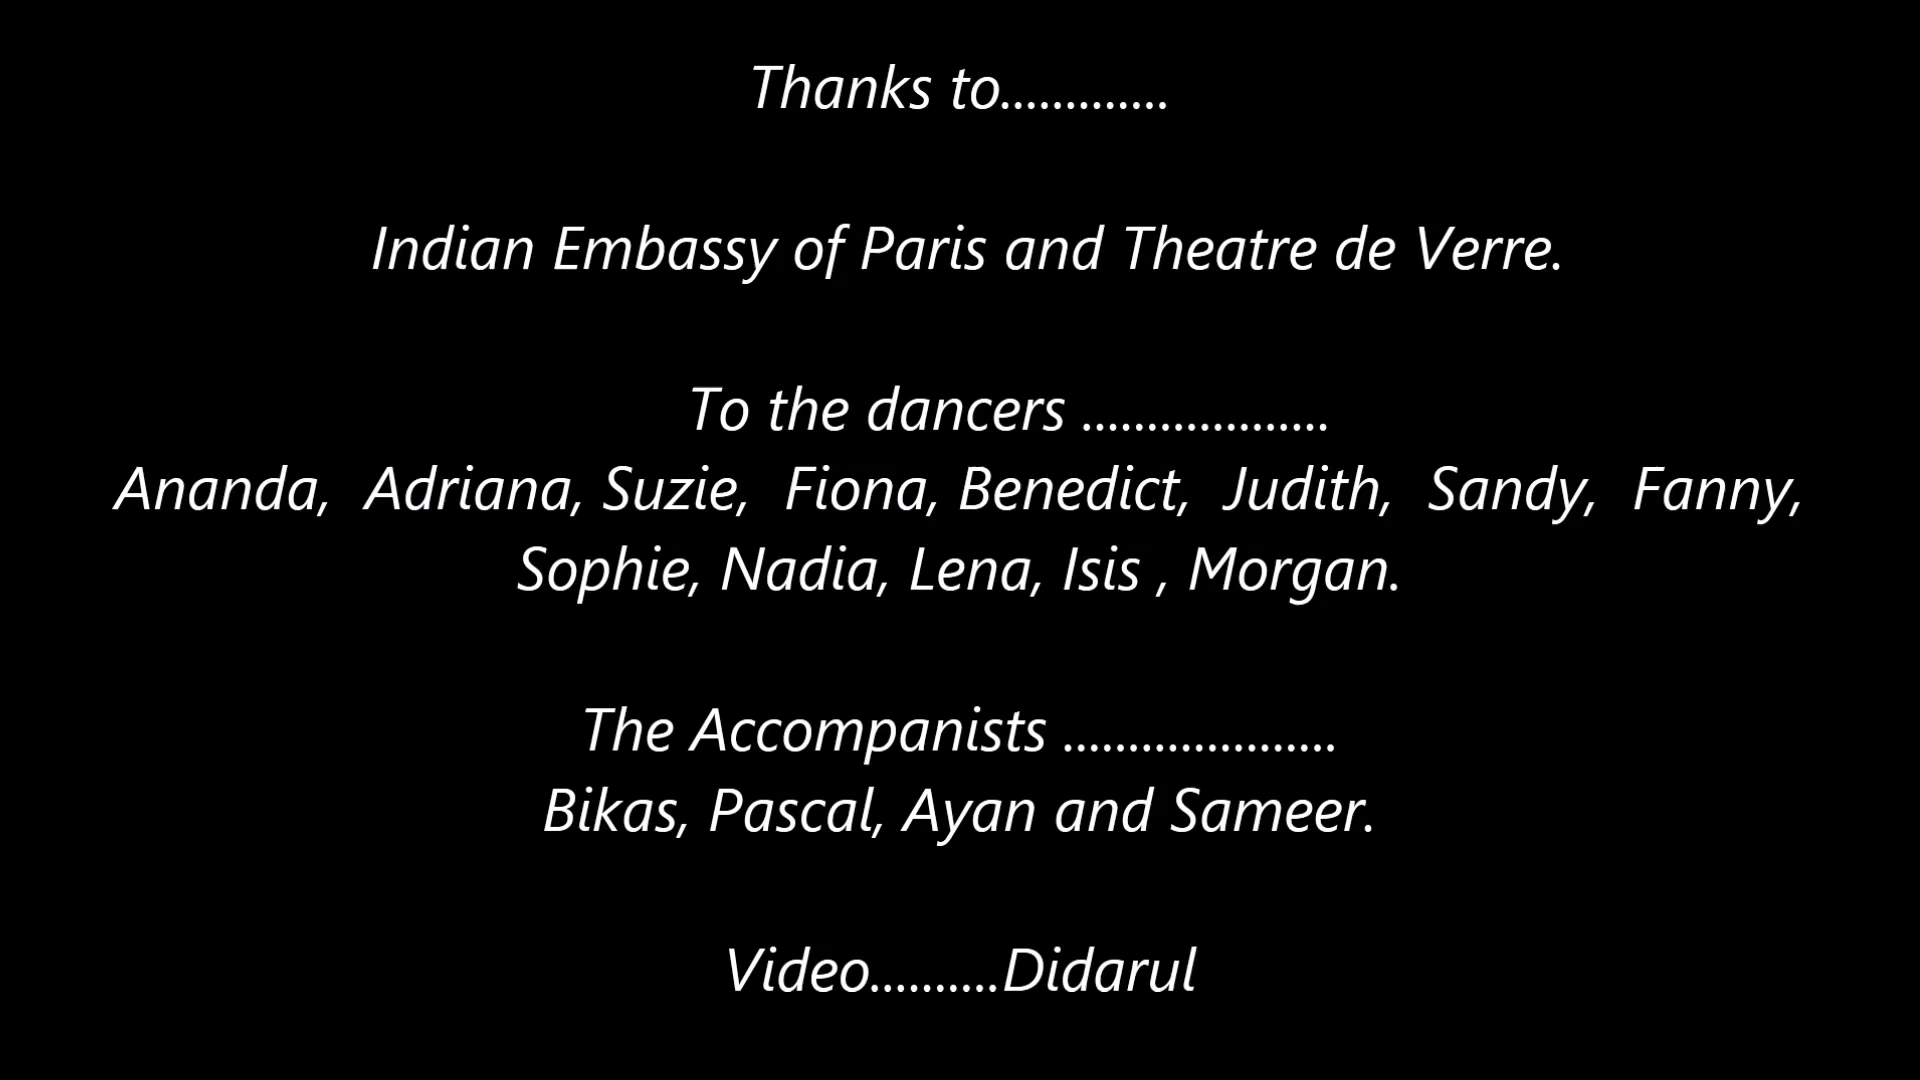 Thanks to.............
Indian Embassy of Paris and Theatre de Verre.
To the dancers ...................
Ananda,  Adriana, Suzie,  Fiona, Benedict,  Judith,  Sandy,  Fanny,
Sophie, Nadia, Lena, Isis , Morgan.
The Accompanists .....................
Bikas, Pascal, Ayan and Sameer.
Video..........Didarul